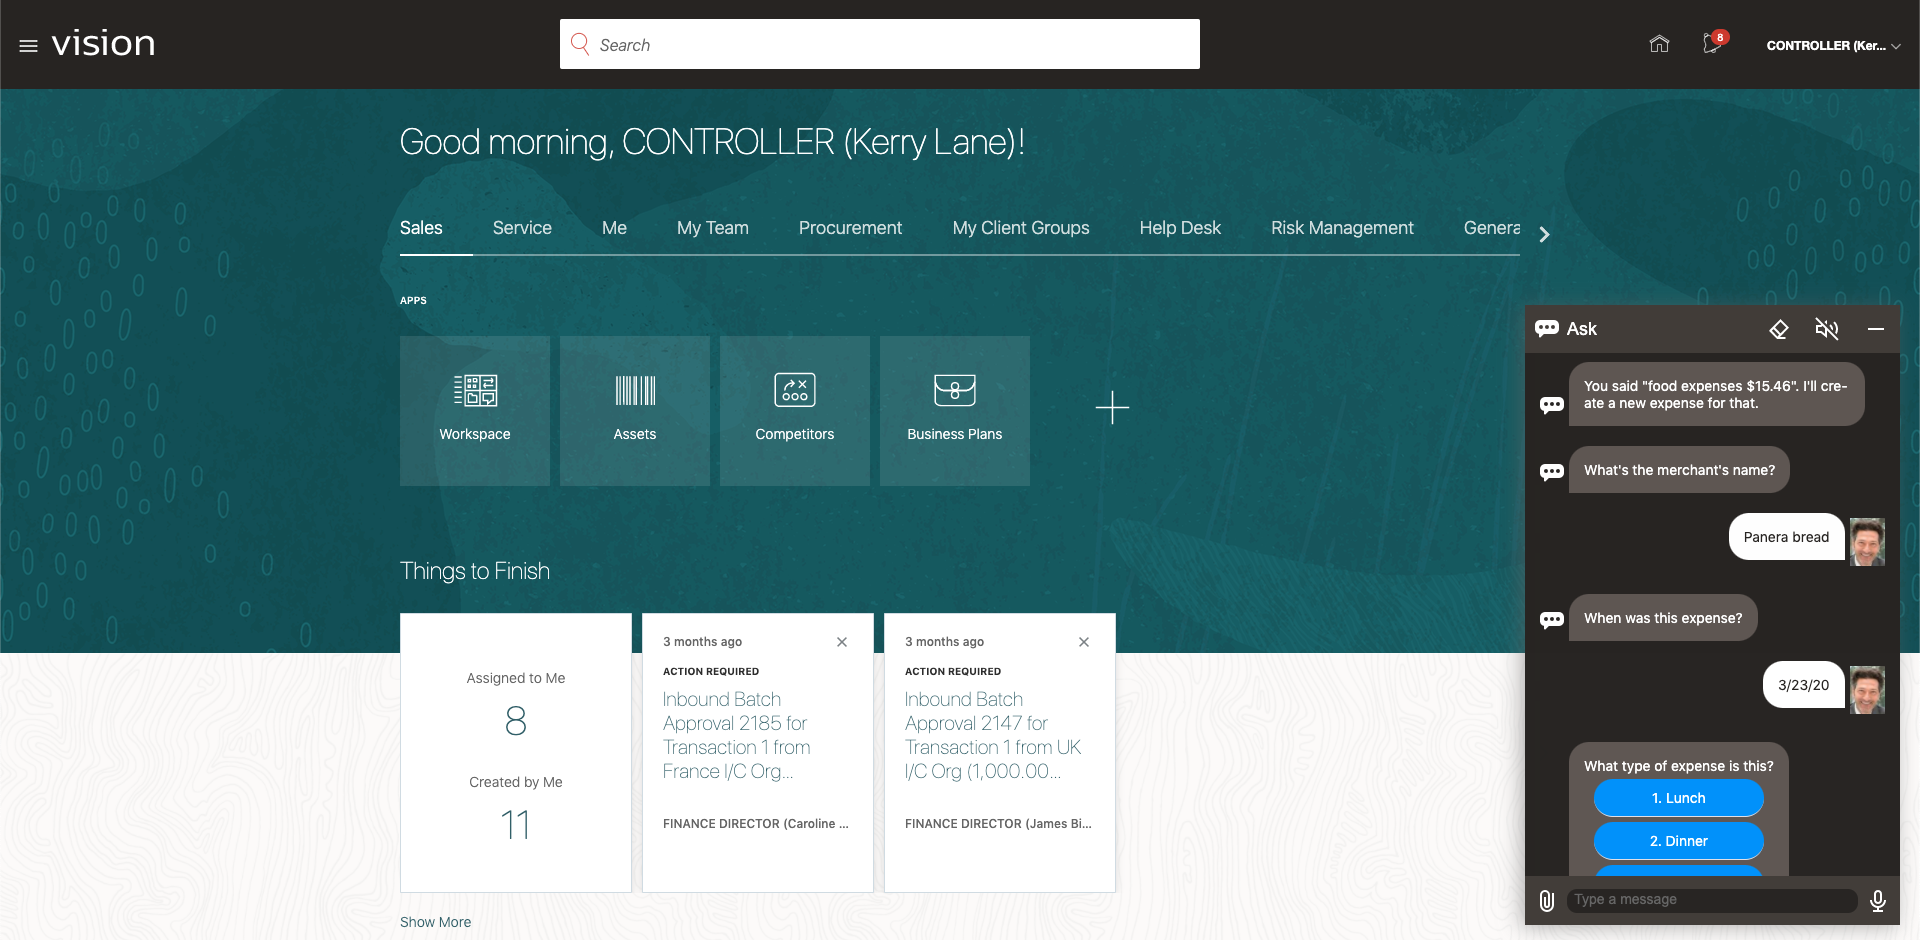 vision
Search
8
CONTROLLER (Ker...
Good morning, CONTROLLER (Kerry Lane)!
Sales
Service
Me
My Team
Procurement
My Client Groups
Help Desk
Risk Management
Genera
APPS
Workspace
Assets
Competitors
Business Plans
Things to Finish
Assigned to Me
8
Created by Me
11
3 months ago
ACTION REQUIRED
Inbound Batch
Approval 2185 for
Transaction 1 from
France I/C Org...
FINANCE DIRECTOR (Caroline ...
3 months ago
ACTION REQUIRED
Inbound Batch
Approval 2147 for
Transaction 1 from UK
I/C Org (1,000.00...
FINANCE DIRECTOR (James Bi...
Show More
Ask
You said "food expenses $15.46". I'll cre-
ate a new expense for that.
What's the merchant's name?
Panera bread
When was this expense?
3/23/20
What type of expense is this?
1. Lunch
2. Dinner
Type a message